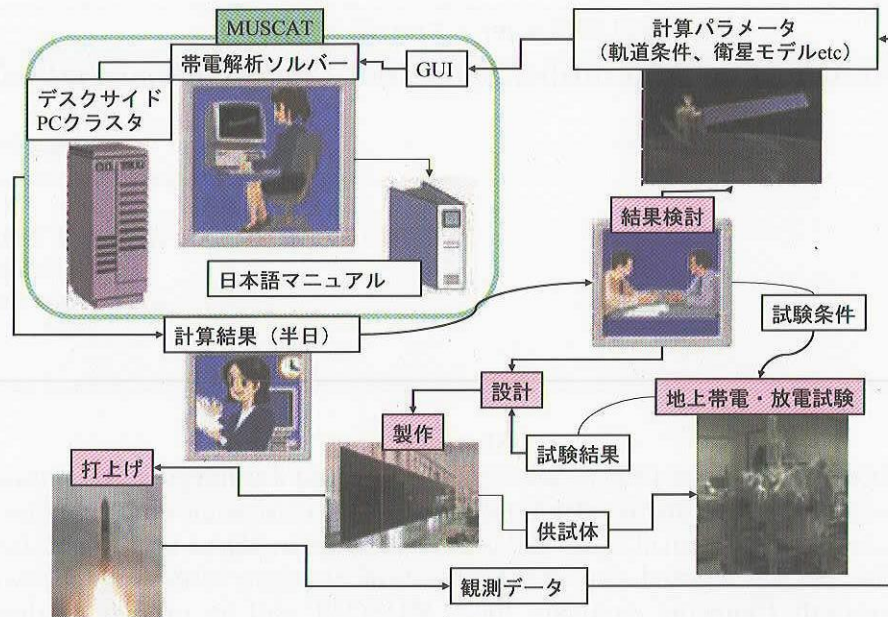 MUSCAT
帯電解析ソルバー
GUI
計算パラメータ
(軌道条件、衛星モデルetc)
デスクサイド
PCクラスタ
日本語マニュアル
結果検討
計算結果（半日）
試験条件
設計
地上帯電・放電試験
製作
試験結果
打上げ
供試体
観測データ